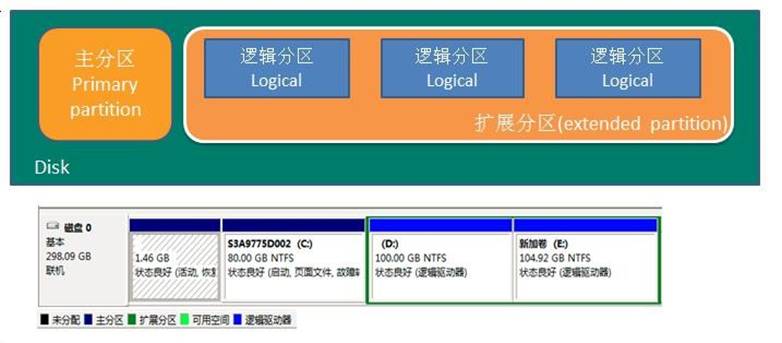 主分区
Primary
partition
逻辑分区
Logical
逻辑分区
Logical
逻辑分区
Logical
扩展分区(extended partition)
Disk
磁盘 0
基本
298.09 GB
联机
1.46 GB
状态良好 (活动, 恢
S3A9775D002 (C:)
80.00 GB NTFS
状态良好 (启动, 页面文件, 故障
(D:)
100.00 GB NTFS
状态良好 (逻辑驱动器)
新加卷 (E:)
104.92 GB NTFS
状态良好 (逻辑驱动器)
未分配 主分区 扩展分区 可用空间 逻辑驱动器